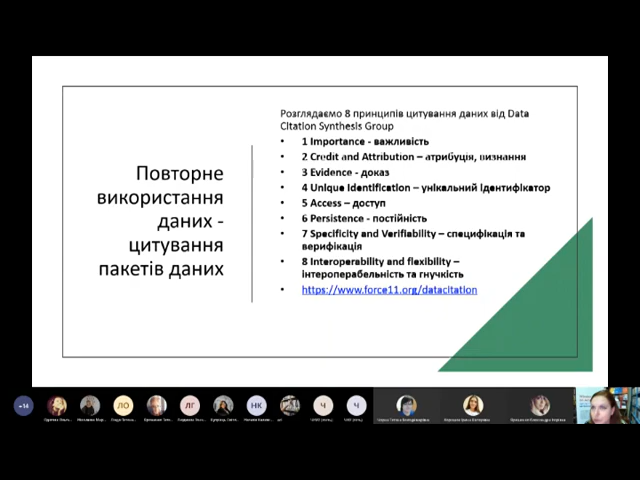 Повторне
використання
даних -
цитування
пакетів даних
Розглядаємо 8 принципів цитування даних від Data
Citation Synthesis Group
• 1 Importance - важливість
• 2 Credit and Attribution – атрибуція, визнання
• 3 Evidence - доказ
• 4 Unique Identification – унікальний ідентифікатор
• 5 Access – доступ
• 6 Persistence - постійність
• 7 Specificity and Verifiability – специфікація та
верифікація
• 8 Interoperability and flexibility –
інтероперабельність та гнучкість
• https://www.force11.org/datacitation
+14
ЛО
ЛГ
НК
Ч
Ч